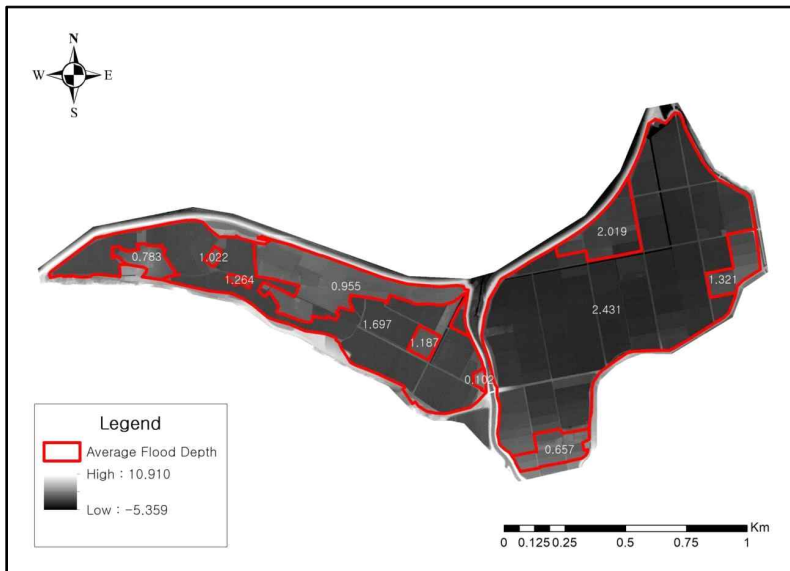 N
W E
S
2.019
0.783
1.022
1.264
0.955
1.321
2.431
1.697
1.187
0.102
0.657
Legend
Average Flood Depth
High : 10.910
Low : -5.359
Km
0 0.125 0.25 0.5 0.75 1